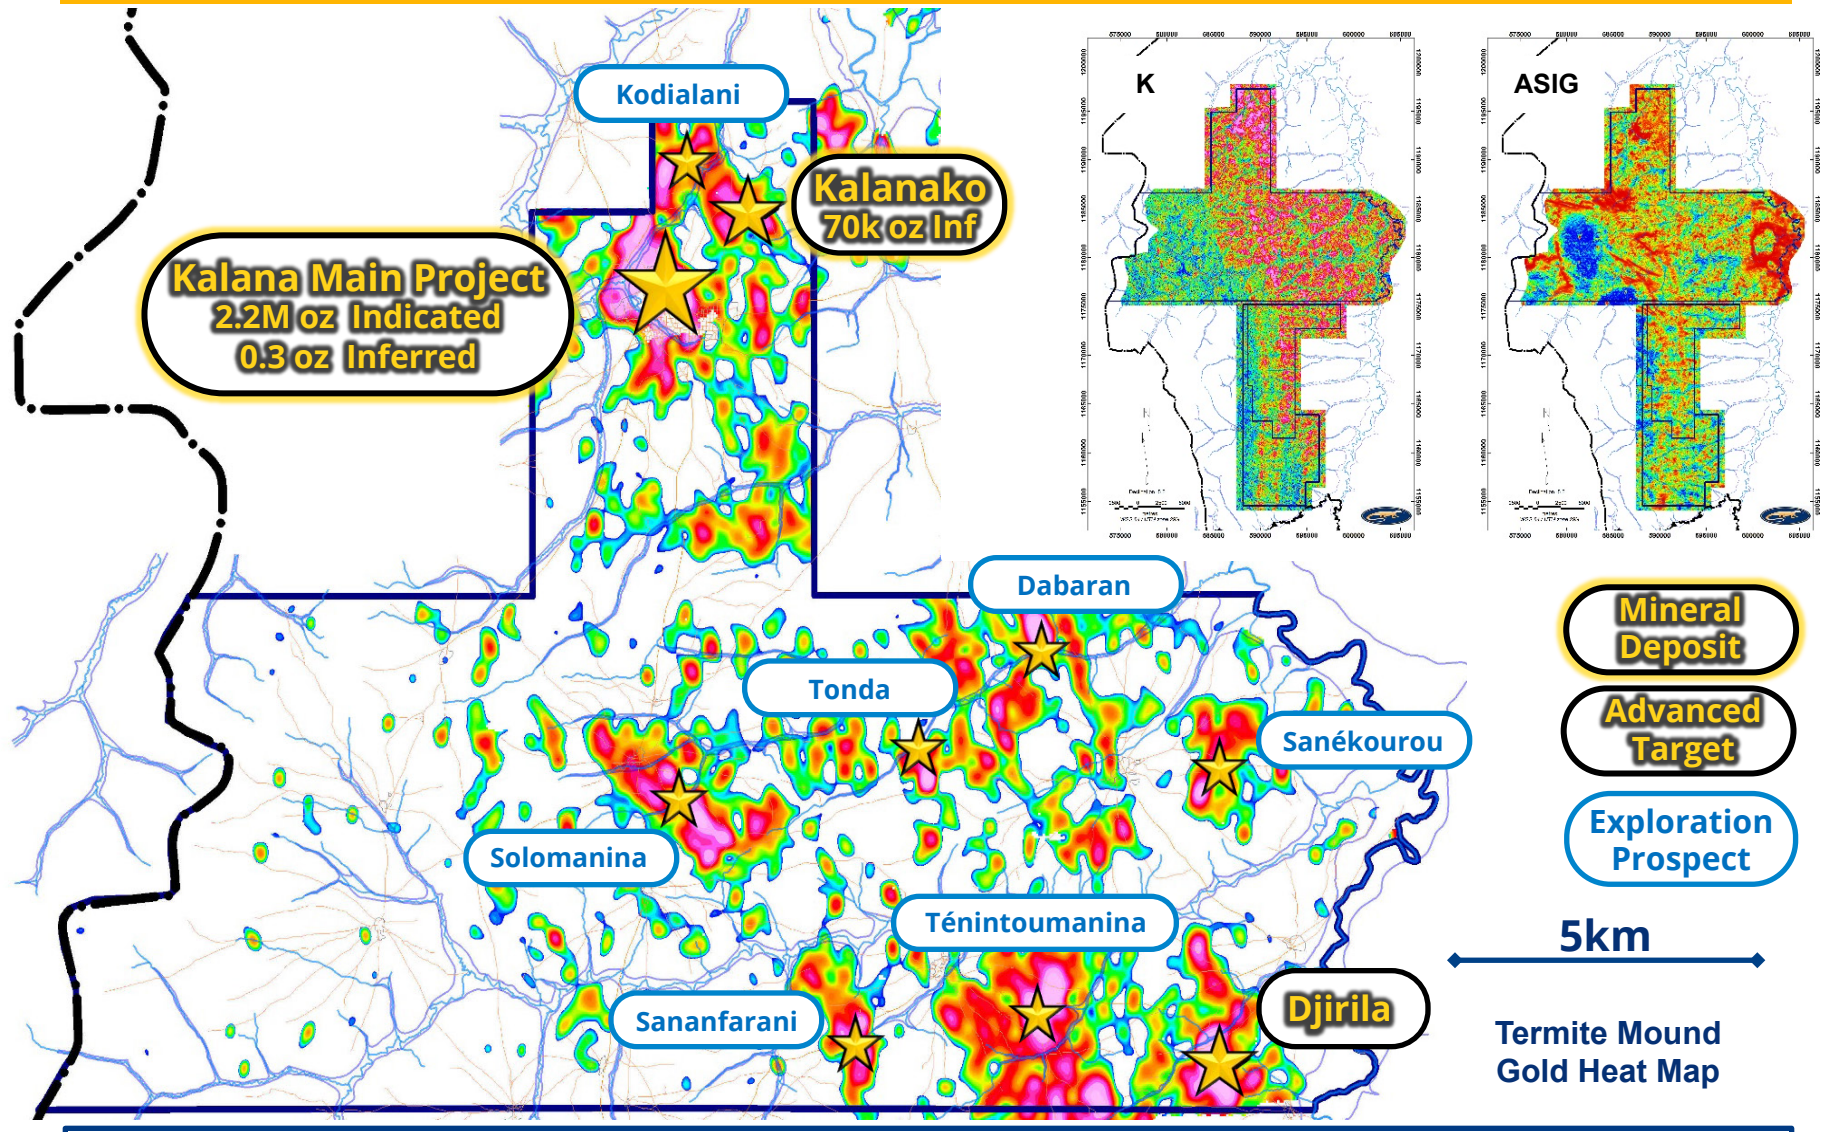 Kodialani
Kalanako
70k oz Inf
Kalana Main Project
2.2M oz Indicated
0.3 oz Inferred
K
ASIG
Dabaran
Tonda
Sanékourou
Solomanina
Ténintoumanina
Sananfarani
Djirila
Mineral
Deposit
Advanced
Target
Exploration
Prospect
5km
Termite Mound
Gold Heat Map